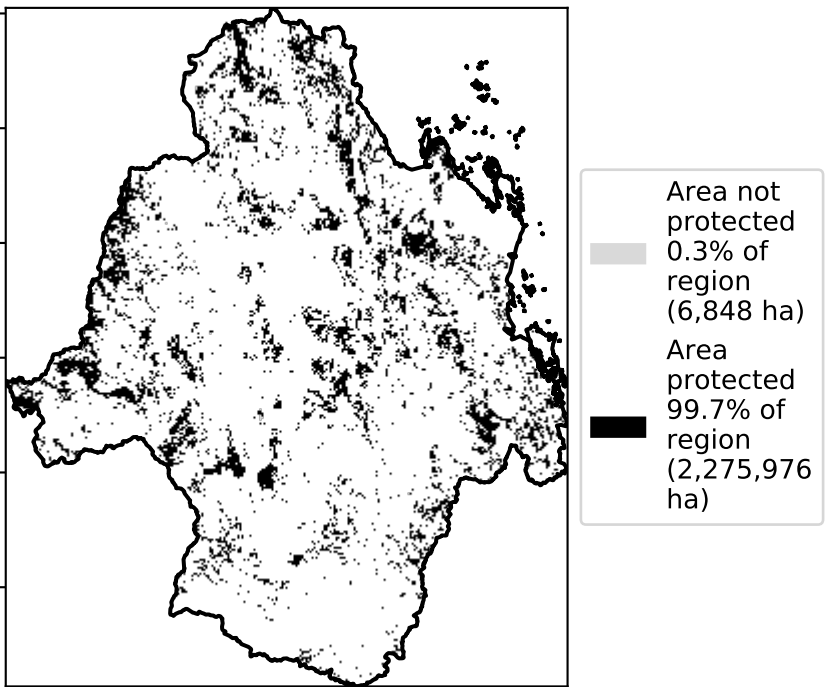 Area not
protected
0.3% of
region
(6,848 ha)
Area
protected
99.7% of
region
(2,275,976
ha)